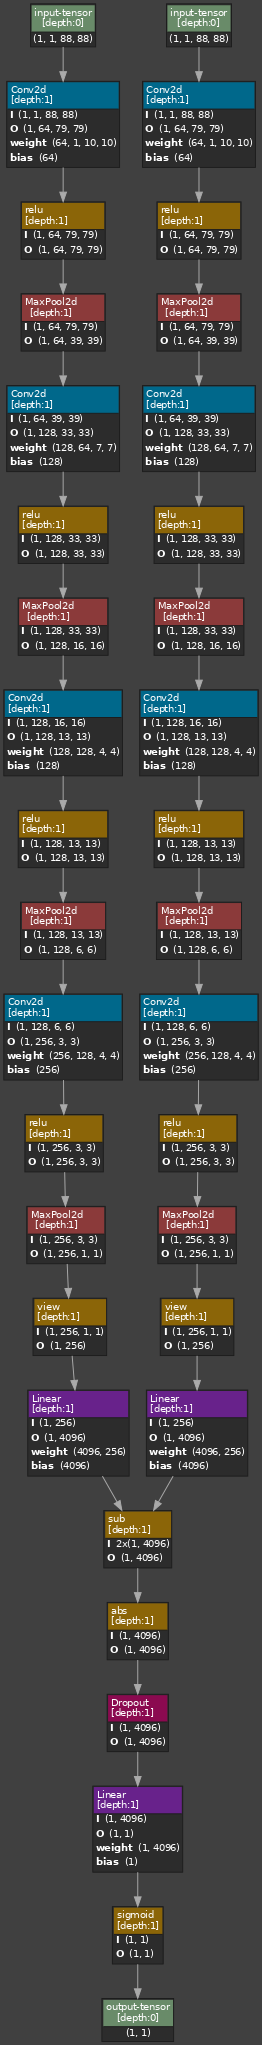 input-tensor
[depth:0]
(1, 1, 88, 88)
input-tensor
[depth:0]
(1, 1, 88, 88)
Conv2d
[depth:1]
I (1, 1, 88, 88)
O (1, 64, 79, 79)
weight (64, 1, 10, 10)
bias (64)
Conv2d
[depth:1]
I (1, 1, 88, 88)
O (1, 64, 79, 79)
weight (64, 1, 10, 10)
bias (64)
relu
[depth:1]
I (1, 64, 79, 79)
O (1, 64, 79, 79)
relu
[depth:1]
I (1, 64, 79, 79)
O (1, 64, 79, 79)
MaxPool2d
[depth:1]
I (1, 64, 79, 79)
O (1, 64, 39, 39)
MaxPool2d
[depth:1]
I (1, 64, 79, 79)
O (1, 64, 39, 39)
Conv2d
[depth:1]
I (1, 64, 39, 39)
O (1, 128, 33, 33)
weight (128, 64, 7, 7)
bias (128)
Conv2d
[depth:1]
I (1, 64, 39, 39)
O (1, 128, 33, 33)
weight (128, 64, 7, 7)
bias (128)
relu
[depth:1]
I (1, 128, 33, 33)
O (1, 128, 33, 33)
relu
[depth:1]
I (1, 128, 33, 33)
O (1, 128, 33, 33)
MaxPool2d
[depth:1]
I (1, 128, 33, 33)
O (1, 128, 16, 16)
MaxPool2d
[depth:1]
I (1, 128, 33, 33)
O (1, 128, 16, 16)
Conv2d
[depth:1]
I (1, 128, 16, 16)
O (1, 128, 13, 13)
weight (128, 128, 4, 4)
bias (128)
Conv2d
[depth:1]
I (1, 128, 16, 16)
O (1, 128, 13, 13)
weight (128, 128, 4, 4)
bias (128)
relu
[depth:1]
I (1, 128, 13, 13)
O (1, 128, 13, 13)
relu
[depth:1]
I (1, 128, 13, 13)
O (1, 128, 13, 13)
MaxPool2d
[depth:1]
I (1, 128, 13, 13)
O (1, 128, 6, 6)
MaxPool2d
[depth:1]
I (1, 128, 13, 13)
O (1, 128, 6, 6)
Conv2d
[depth:1]
I (1, 128, 6, 6)
O (1, 256, 3, 3)
weight (256, 128, 4, 4)
bias (256)
Conv2d
[depth:1]
I (1, 128, 6, 6)
O (1, 256, 3, 3)
weight (256, 128, 4, 4)
bias (256)
relu
[depth:1]
I (1, 256, 3, 3)
O (1, 256, 3, 3)
relu
[depth:1]
I (1, 256, 3, 3)
O (1, 256, 3, 3)
MaxPool2d
[depth:1]
I (1, 256, 3, 3)
O (1, 256, 1, 1)
MaxPool2d
[depth:1]
I (1, 256, 3, 3)
O (1, 256, 1, 1)
view
[depth:1]
I (1, 256, 1, 1)
O (1, 256)
view
[depth:1]
I (1, 256, 1, 1)
O (1, 256)
Linear
[depth:1]
I (1, 256)
O (1, 4096)
weight (4096, 256)
bias (4096)
Linear
[depth:1]
I (1, 256)
O (1, 4096)
weight (4096, 256)
bias (4096)
sub
[depth:1]
I 2x(1, 4096)
O (1, 4096)
abs
[depth:1]
I (1, 4096)
O (1, 4096)
Dropout
[depth:1]
I (1, 4096)
O (1, 4096)
Linear
[depth:1]
I (1, 4096)
O (1, 1)
weight (1, 4096)
bias (1)
sigmoid
[depth:1]
I (1, 1)
O (1, 1)
output-tensor
[depth:0]
(1, 1)